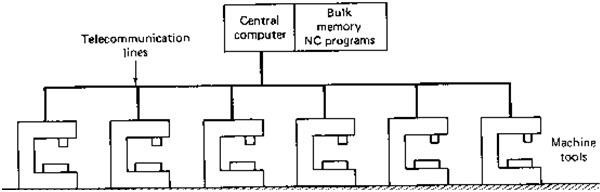 Central
computer
Bulk
memory
NC programs
Telecommunication
lines
Machine
tools